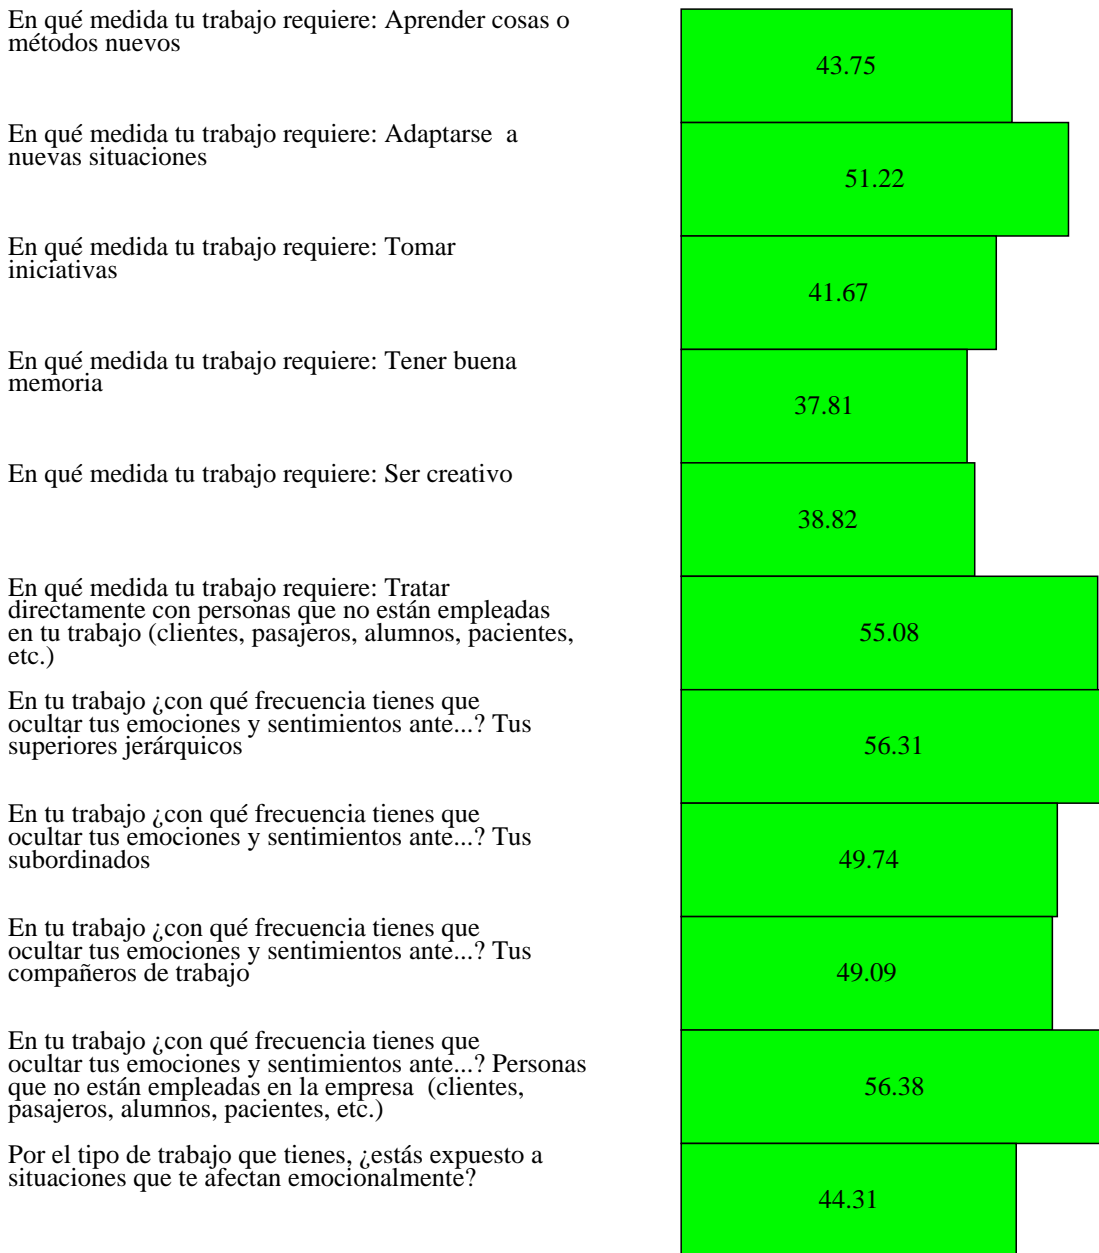 En qué medida tu trabajo requiere: Aprender cosas o
métodos nuevos
43.75
En qué medida tu trabajo requiere: Adaptarse  a
nuevas situaciones
51.22
En qué medida tu trabajo requiere: Tomar
iniciativas
41.67
En qué medida tu trabajo requiere: Tener buena
memoria
37.81
En qué medida tu trabajo requiere: Ser creativo
38.82
En qué medida tu trabajo requiere: Tratar
directamente con personas que no están empleadas
en tu trabajo (clientes, pasajeros, alumnos, pacientes,
etc.)
55.08
En tu trabajo ¿con qué frecuencia tienes que
ocultar tus emociones y sentimientos ante...? Tus
superiores jerárquicos
56.31
En tu trabajo ¿con qué frecuencia tienes que
ocultar tus emociones y sentimientos ante...? Tus
subordinados
49.74
En tu trabajo ¿con qué frecuencia tienes que
ocultar tus emociones y sentimientos ante...? Tus
compañeros de trabajo
49.09
En tu trabajo ¿con qué frecuencia tienes que
ocultar tus emociones y sentimientos ante...? Personas
que no están empleadas en la empresa  (clientes,
pasajeros, alumnos, pacientes, etc.)
56.38
Por el tipo de trabajo que tienes, ¿estás expuesto a
situaciones que te afectan emocionalmente?
44.31